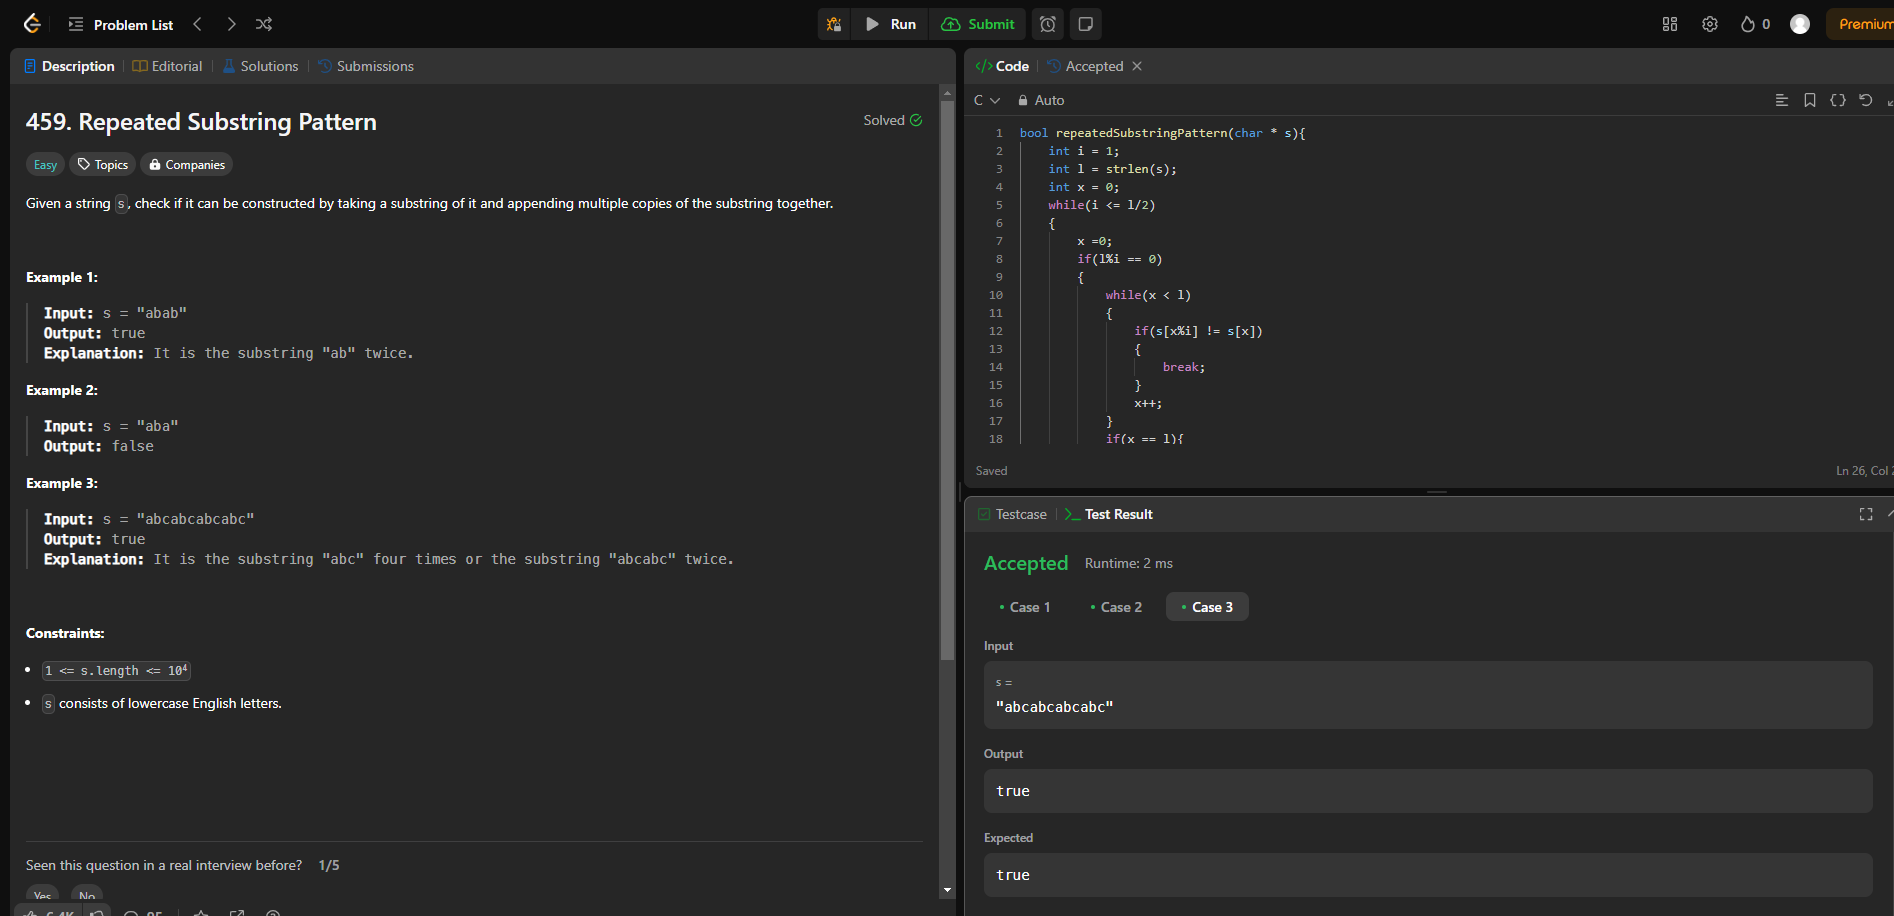 Problem List
Run
Submit
0
Premium
Description
Editorial
Solutions
Submissions
459. Repeated Substring Pattern
Solved
Easy
Topics
Companies
Given a string s, check if it can be constructed by taking a substring of it and appending multiple copies of the substring together.
Example 1:
Input: s = "abab"
Output: true
Explanation: It is the substring "ab" twice.
Example 2:
Input: s = "aba"
Output: false
Example 3:
Input: s = "abcabcabcabc"
Output: true
Explanation: It is the substring "abc" four times or the substring "abcabc" twice.
Constraints:
1 <= s.length <= 10⁴
s consists of lowercase English letters.
Seen this question in a real interview before? 1/5
Yes
No
6.4K
85
</>Code
Accepted
C
Auto
1 bool repeatedSubstringPattern(char * s){
2 int i = 1;
3 int l = strlen(s);
4 int x = 0;
5 while(i <= l/2)
6 {
7 x =0;
8 if(l%i == 0)
9 {
10 while(x < l)
11 {
12 if(s[x%i] != s[x])
13 {
14 break;
15 }
16 x++;
17 }
18 if(x == l){
Saved
Ln 26, Col
Testcase
Test Result
Accepted Runtime: 2 ms
Case 1
Case 2
Case 3
Input
s =
"abcabcabcabc"
Output
true
Expected
true